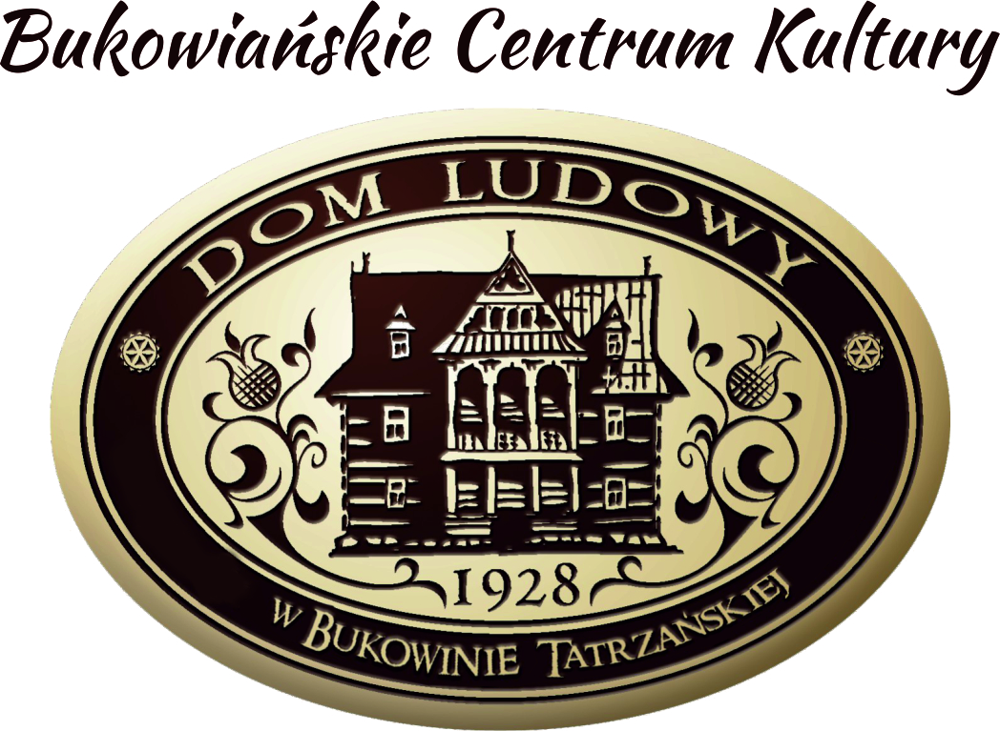 Bukowiańskie Centrum Kultury
DOM LUDOWY
1928
W BUKOWINIE TATRZAŃSKIEJ